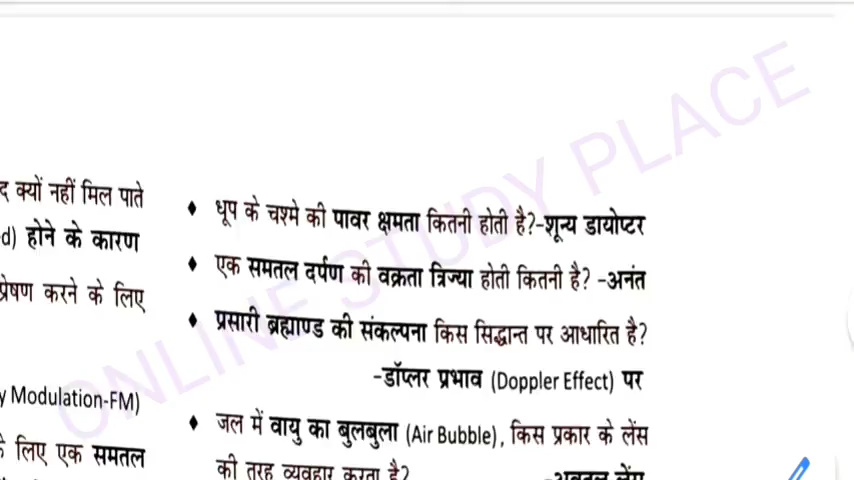 द क्यों नहीं मिल पाते
d) होने के कारण
प्रेषण करने के लिए
y Modulation-FM)
के लिए एक समतल
♦ धूप के चश्मे की पावर क्षमता कितनी होती है?-शून्य डायोप्टर
♦ एक समतल दर्पण की वक्रता त्रिज्या होती कितनी है? -अनंत
♦ प्रसारी ब्रह्माण्ड की संकल्पना किस सिद्धान्त पर आधारित है?
-डॉप्लर प्रभाव (Doppler Effect) पर
♦ जल में वायु का बुलबुला (Air Bubble), किस प्रकार के लेंस
की तरह व्यवहार करता है? -अवतल लेंस
ONLINE STUDY PLACE